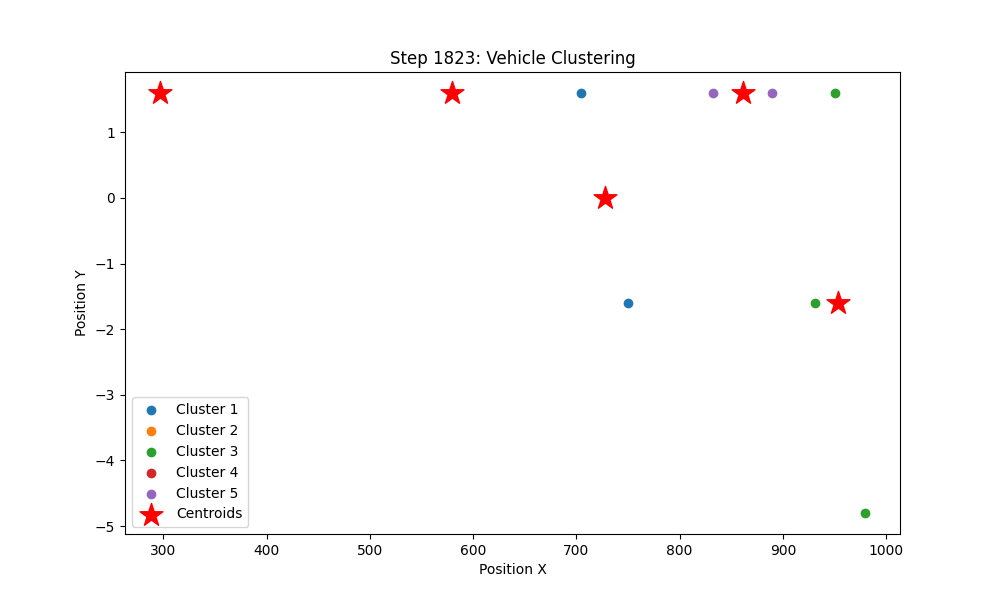 Step 1823: Vehicle Clustering
Position Y
1
0
−1
−2
−3
−4
−5
Cluster 1
Cluster 2
Cluster 3
Cluster 4
Cluster 5
Centroids
300 400 500 600 700 800 900 1000
Position X